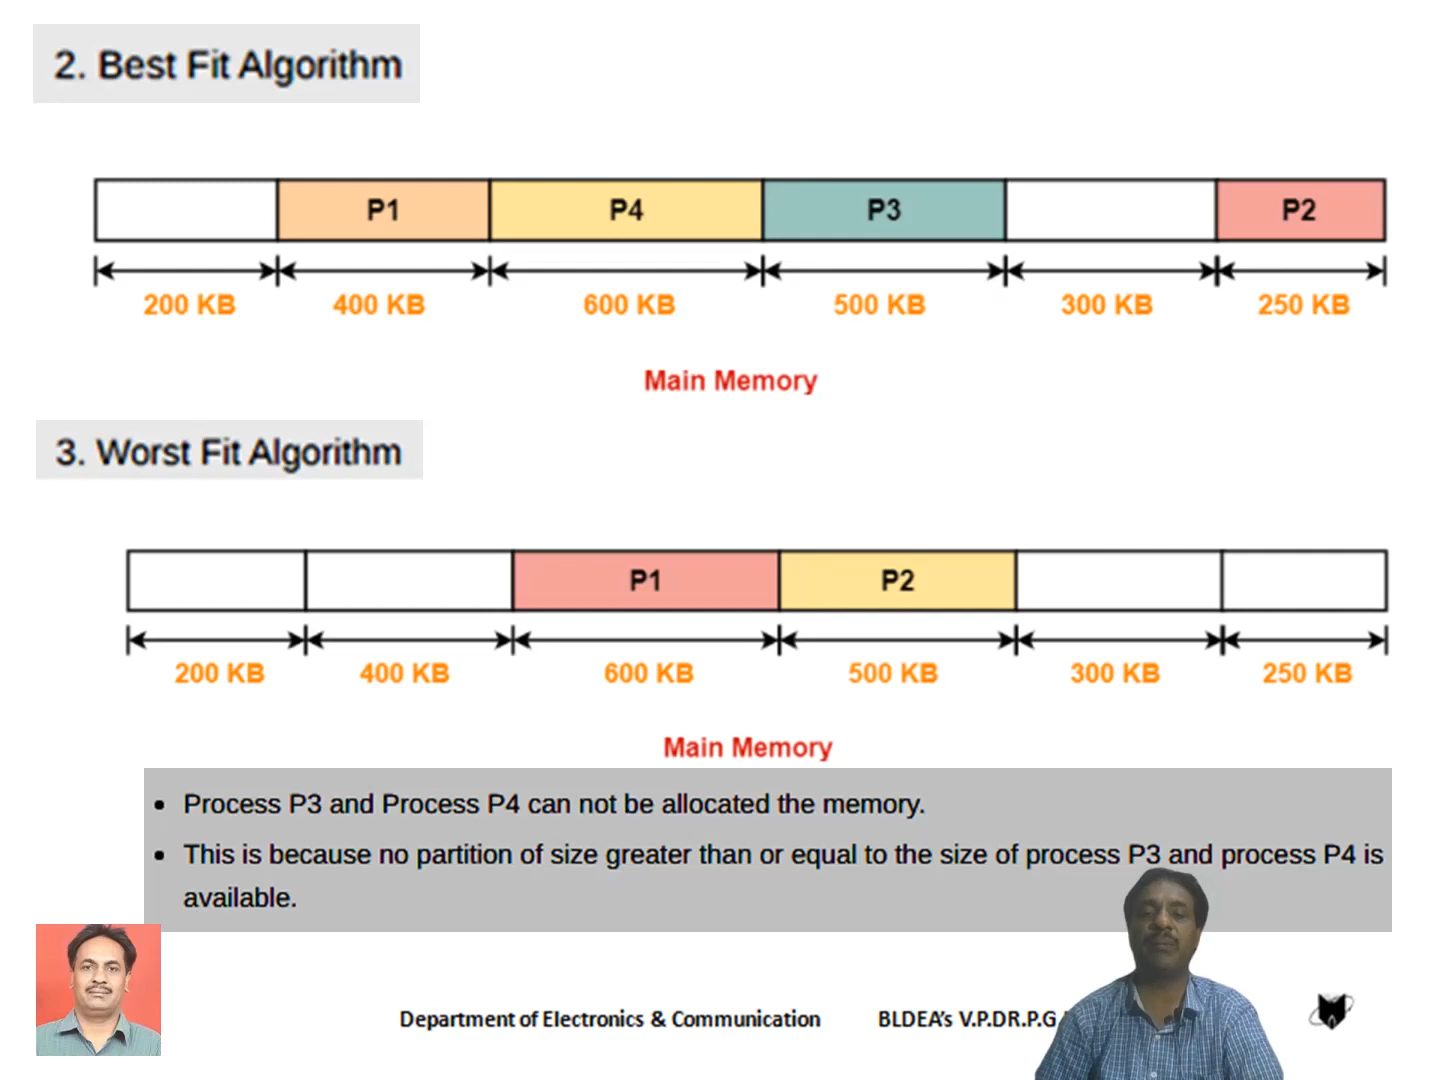 2. Best Fit Algorithm
P1 P4 P3 P2
200 KB 400 KB 600 KB 500 KB 300 KB 250 KB
Main Memory
3. Worst Fit Algorithm
P1 P2
200 KB 400 KB 600 KB 500 KB 300 KB 250 KB
Main Memory
• Process P3 and Process P4 can not be allocated the memory.
• This is because no partition of size greater than or equal to the size of process P3 and process P4 is
available.
Department of Electronics & Communication BLDEA's V.P.DR.P.G